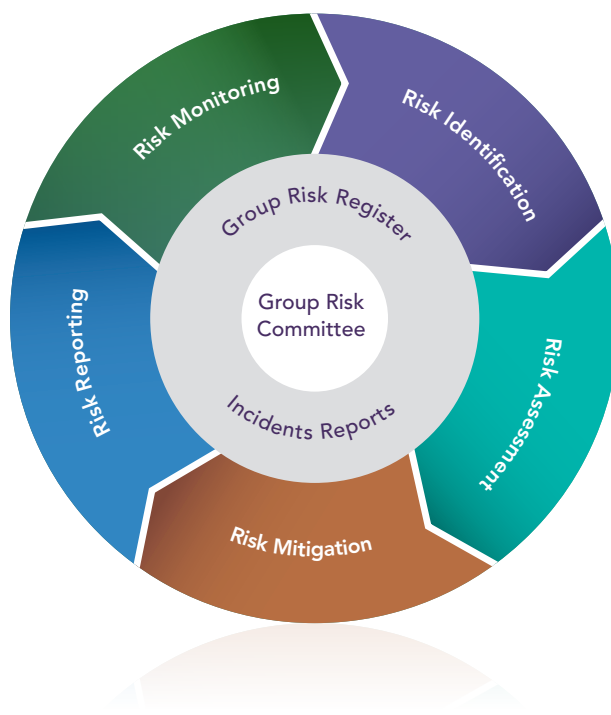 Risk Monitoring
Risk Identification
Group Risk Register
Group Risk
Committee
Risk Reporting
Risk Assessment
Incidents Reports
Risk Mitigation